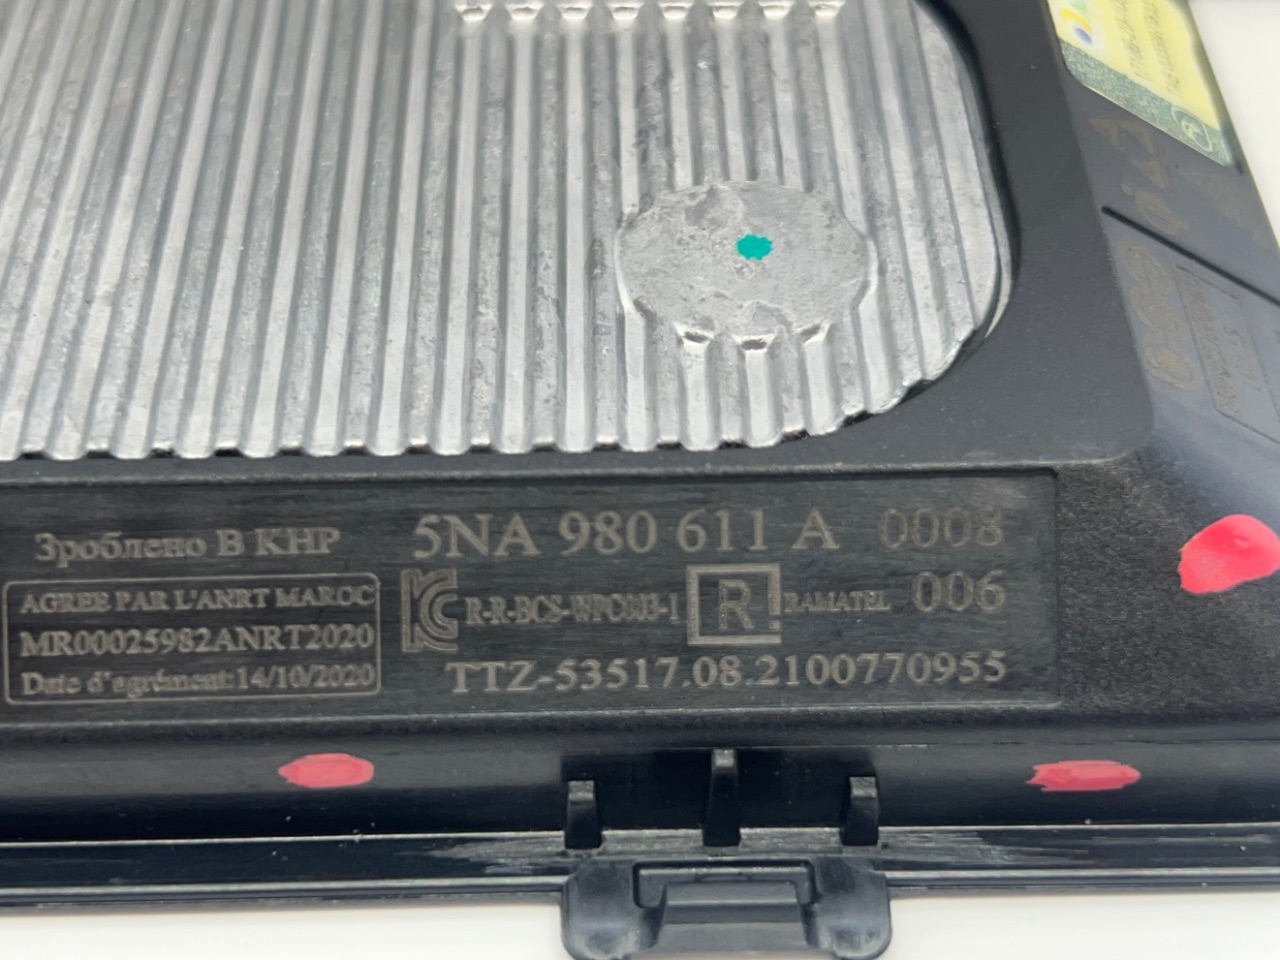 Зроблено В КНР
5NA 980 611 A 0008
AGREE PAR L'ANRT MAROC
MR00025982ANRT2020
Date d'agrément:14/10/2020
R-R-BCS-WPC803-1
R!
RAMATEL
006
TTZ-53517.08.2100770955